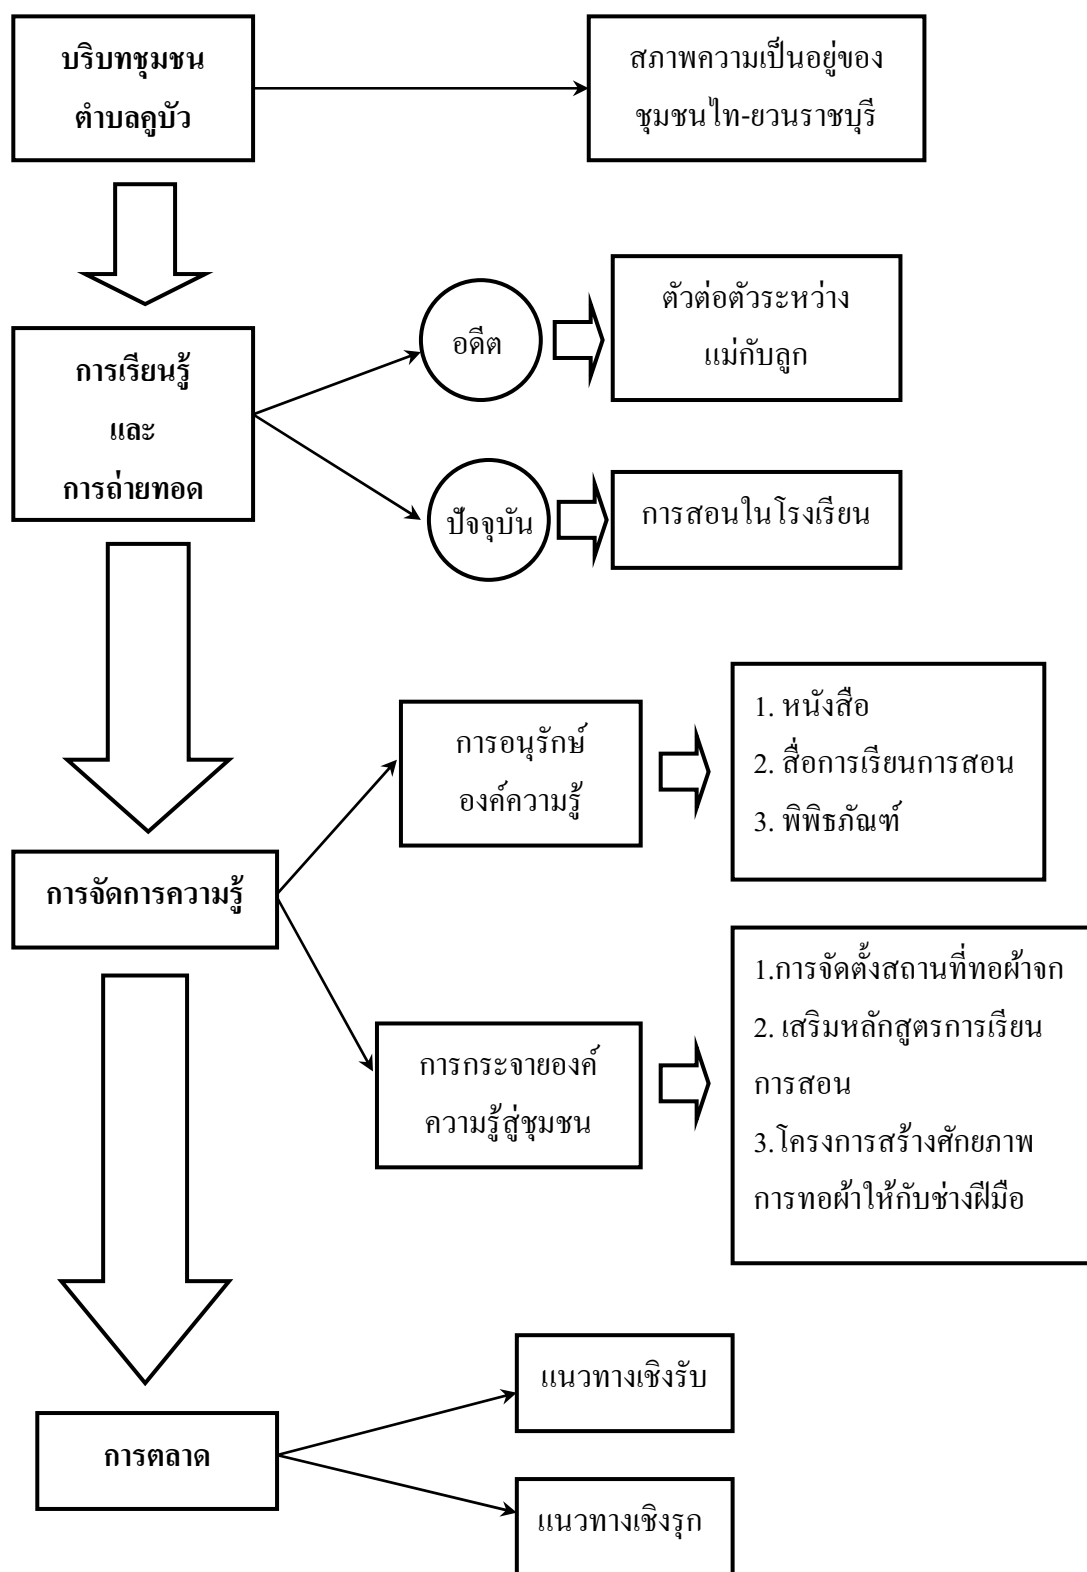 บริบทชุมชน
ตำบลคูบัว
สภาพความเป็นอยู่ของ
ชุมชนไท-ยวนราชบุรี
การเรียนรู้
และ
การถ่ายทอด
อดีต
ตัวต่อตัวระหว่าง
แม่กับลูก
ปัจจุบัน
การสอนในโรงเรียน
การจัดการความรู้
การอนุรักษ์
องค์ความรู้
1. หนังสือ
2. สื่อการเรียนการสอน
3. พิพิธภัณฑ์
การกระจายองค์
ความรู้สู่ชุมชน
1.การจัดตั้งสถานที่ทอผ้าจก
2. เสริมหลักสูตรการเรียน
การสอน
3.โครงการสร้างศักยภาพ
การทอผ้าให้กับช่างฝีมือ
การตลาด
แนวทางเชิงรับ
แนวทางเชิงรุก